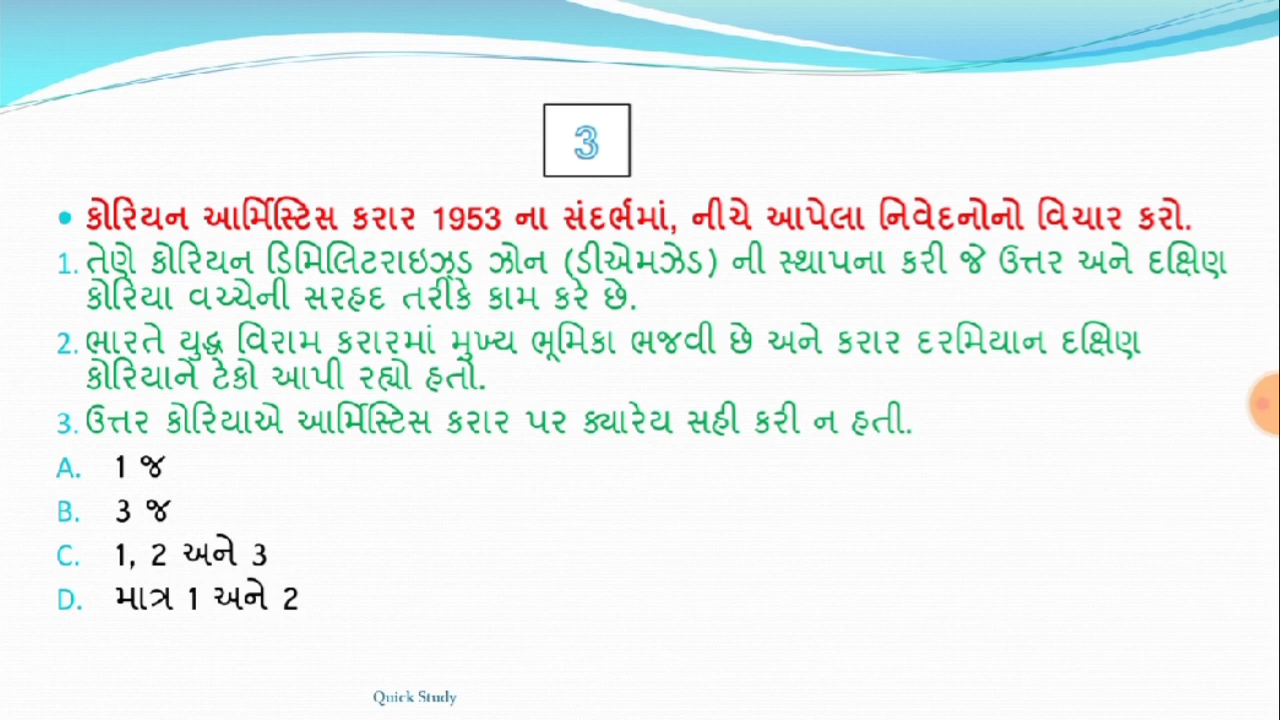 3
• કોરિયન આર્મિસ્ટિસ કરાર 1953 ના સંદર્ભમાં, નીચે આપેલા નિવેદનોનો વિચાર કરો.
1. તેણે કોરિયન ડિમિલિટરાઇઝ્ડ ઝોન (ડીએમઝેડ) ની સ્થાપના કરી જે ઉત્તર અને દક્ષિણ
કોરિયા વચ્ચેની સરહદ તરીકે કામ કરે છે.
2. ભારતે યુદ્ધ વિરામ કરારમાં મુખ્ય ભૂમિકા ભજવી છે અને કરાર દરમિયાન દક્ષિણ
કોરિયાને ટેકો આપી રહ્યો હતો.
3. ઉત્તર કોરિયાએ આર્મિસ્ટિસ કરાર પર ક્યારેય સહી કરી ન હતી.
A. 1 જ
B. 3 જ
C. 1, 2 અને 3
D. માત્ર 1 અને 2
Quick Study